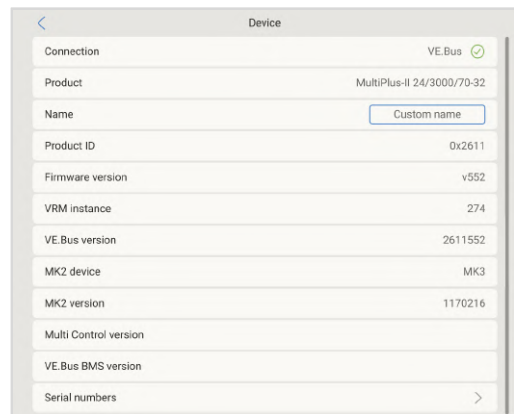 Device
Connection VE.Bus
Product MultiPlus-II 24/3000/70-32
Name Custom name
Product ID 0x2611
Firmware version v552
VRM instance 274
VE.Bus version 2611552
MK2 device MK3
MK2 version 1170216
Multi Control version
VE.Bus BMS version
Serial numbers